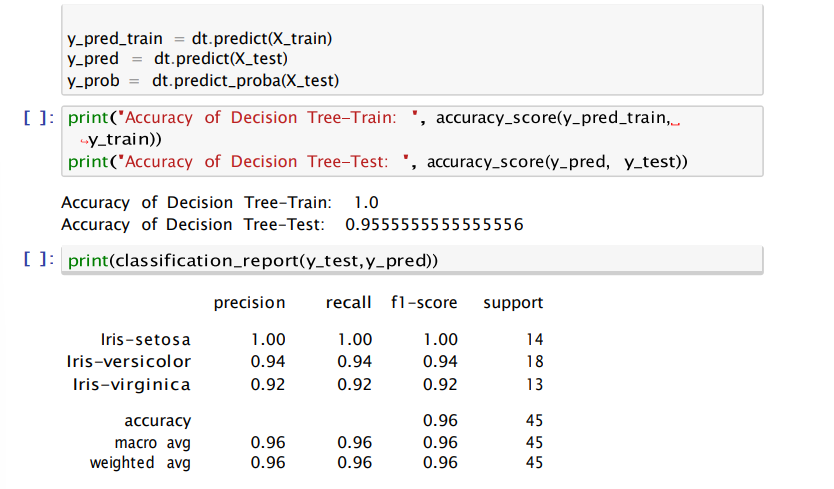 y_pred_train = dt.predict(X_train)
y_pred = dt.predict(X_test)
y_prob = dt.predict_proba(X_test)
[ ]: print("Accuracy of Decision Tree-Train: ", accuracy_score(y_pred_train,␣
↪y_train))
print("Accuracy of Decision Tree-Test: ", accuracy_score(y_pred, y_test))
Accuracy of Decision Tree-Train: 1.0
Accuracy of Decision Tree-Test: 0.9555555555555556
[ ]: print(classification_report(y_test,y_pred))
precision recall f1-score support
Iris-setosa 1.00 1.00 1.00 14
Iris-versicolor 0.94 0.94 0.94 18
Iris-virginica 0.92 0.92 0.92 13
accuracy 0.96 45
macro avg 0.96 0.96 0.96 45
weighted avg 0.96 0.96 0.96 45